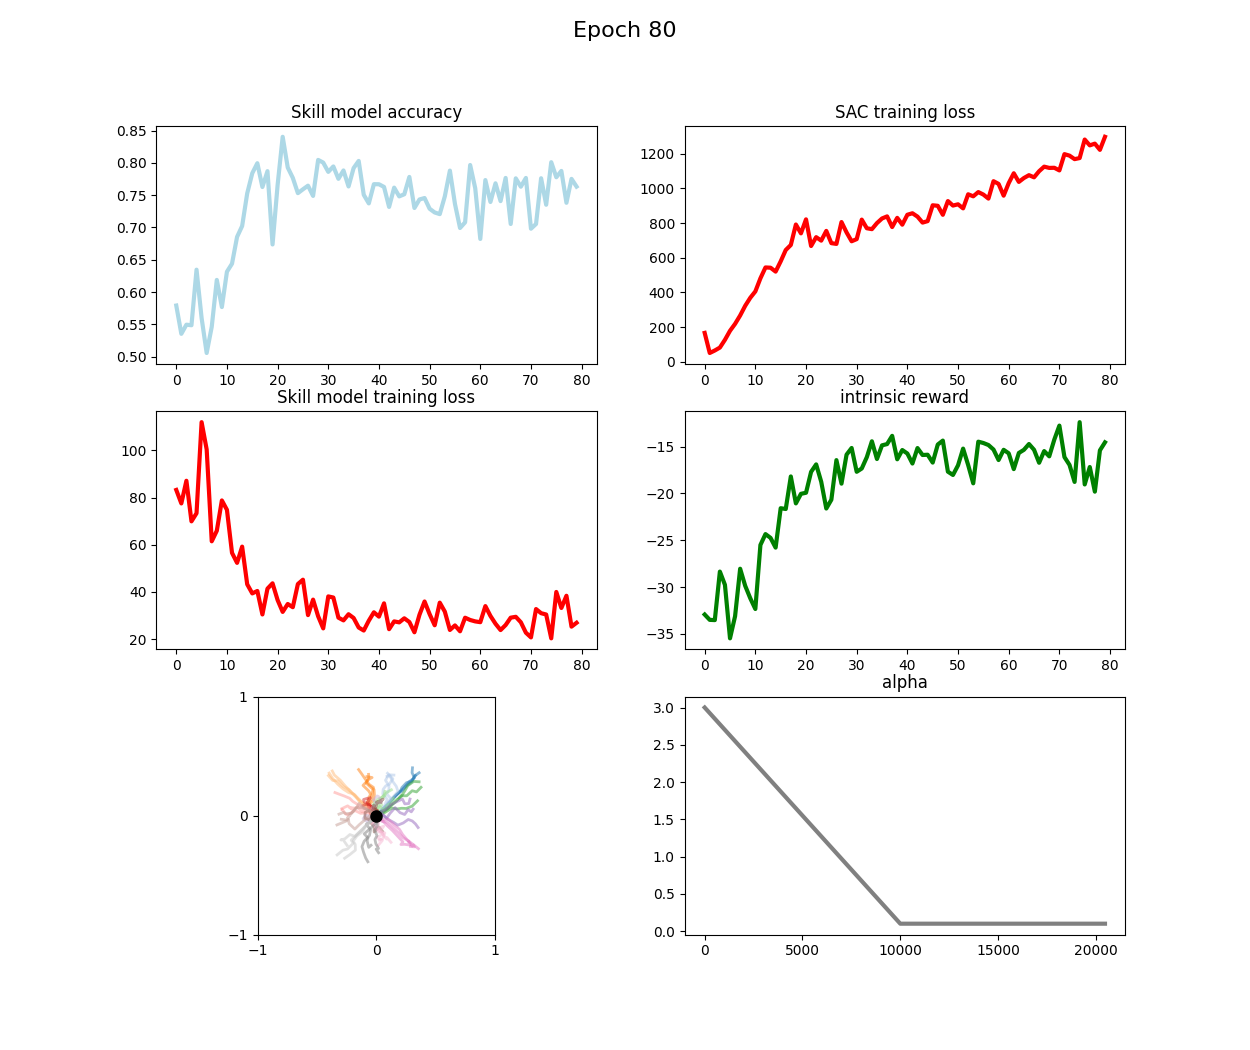 Epoch 80
Skill model accuracy
0.85
0.80
0.75
0.70
0.65
0.60
0.55
0.50
0 10 20 30 40 50 60 70 80
SAC training loss
1200
1000
800
600
400
200
0
0 10 20 30 40 50 60 70 80
Skill model training loss
100
80
60
40
20
0 10 20 30 40 50 60 70 80
intrinsic reward
−15
−20
−25
−30
−35
0 10 20 30 40 50 60 70 80
1
0
−1
−1 0 1
alpha
3.0
2.5
2.0
1.5
1.0
0.5
0.0
0 5000 10000 15000 20000